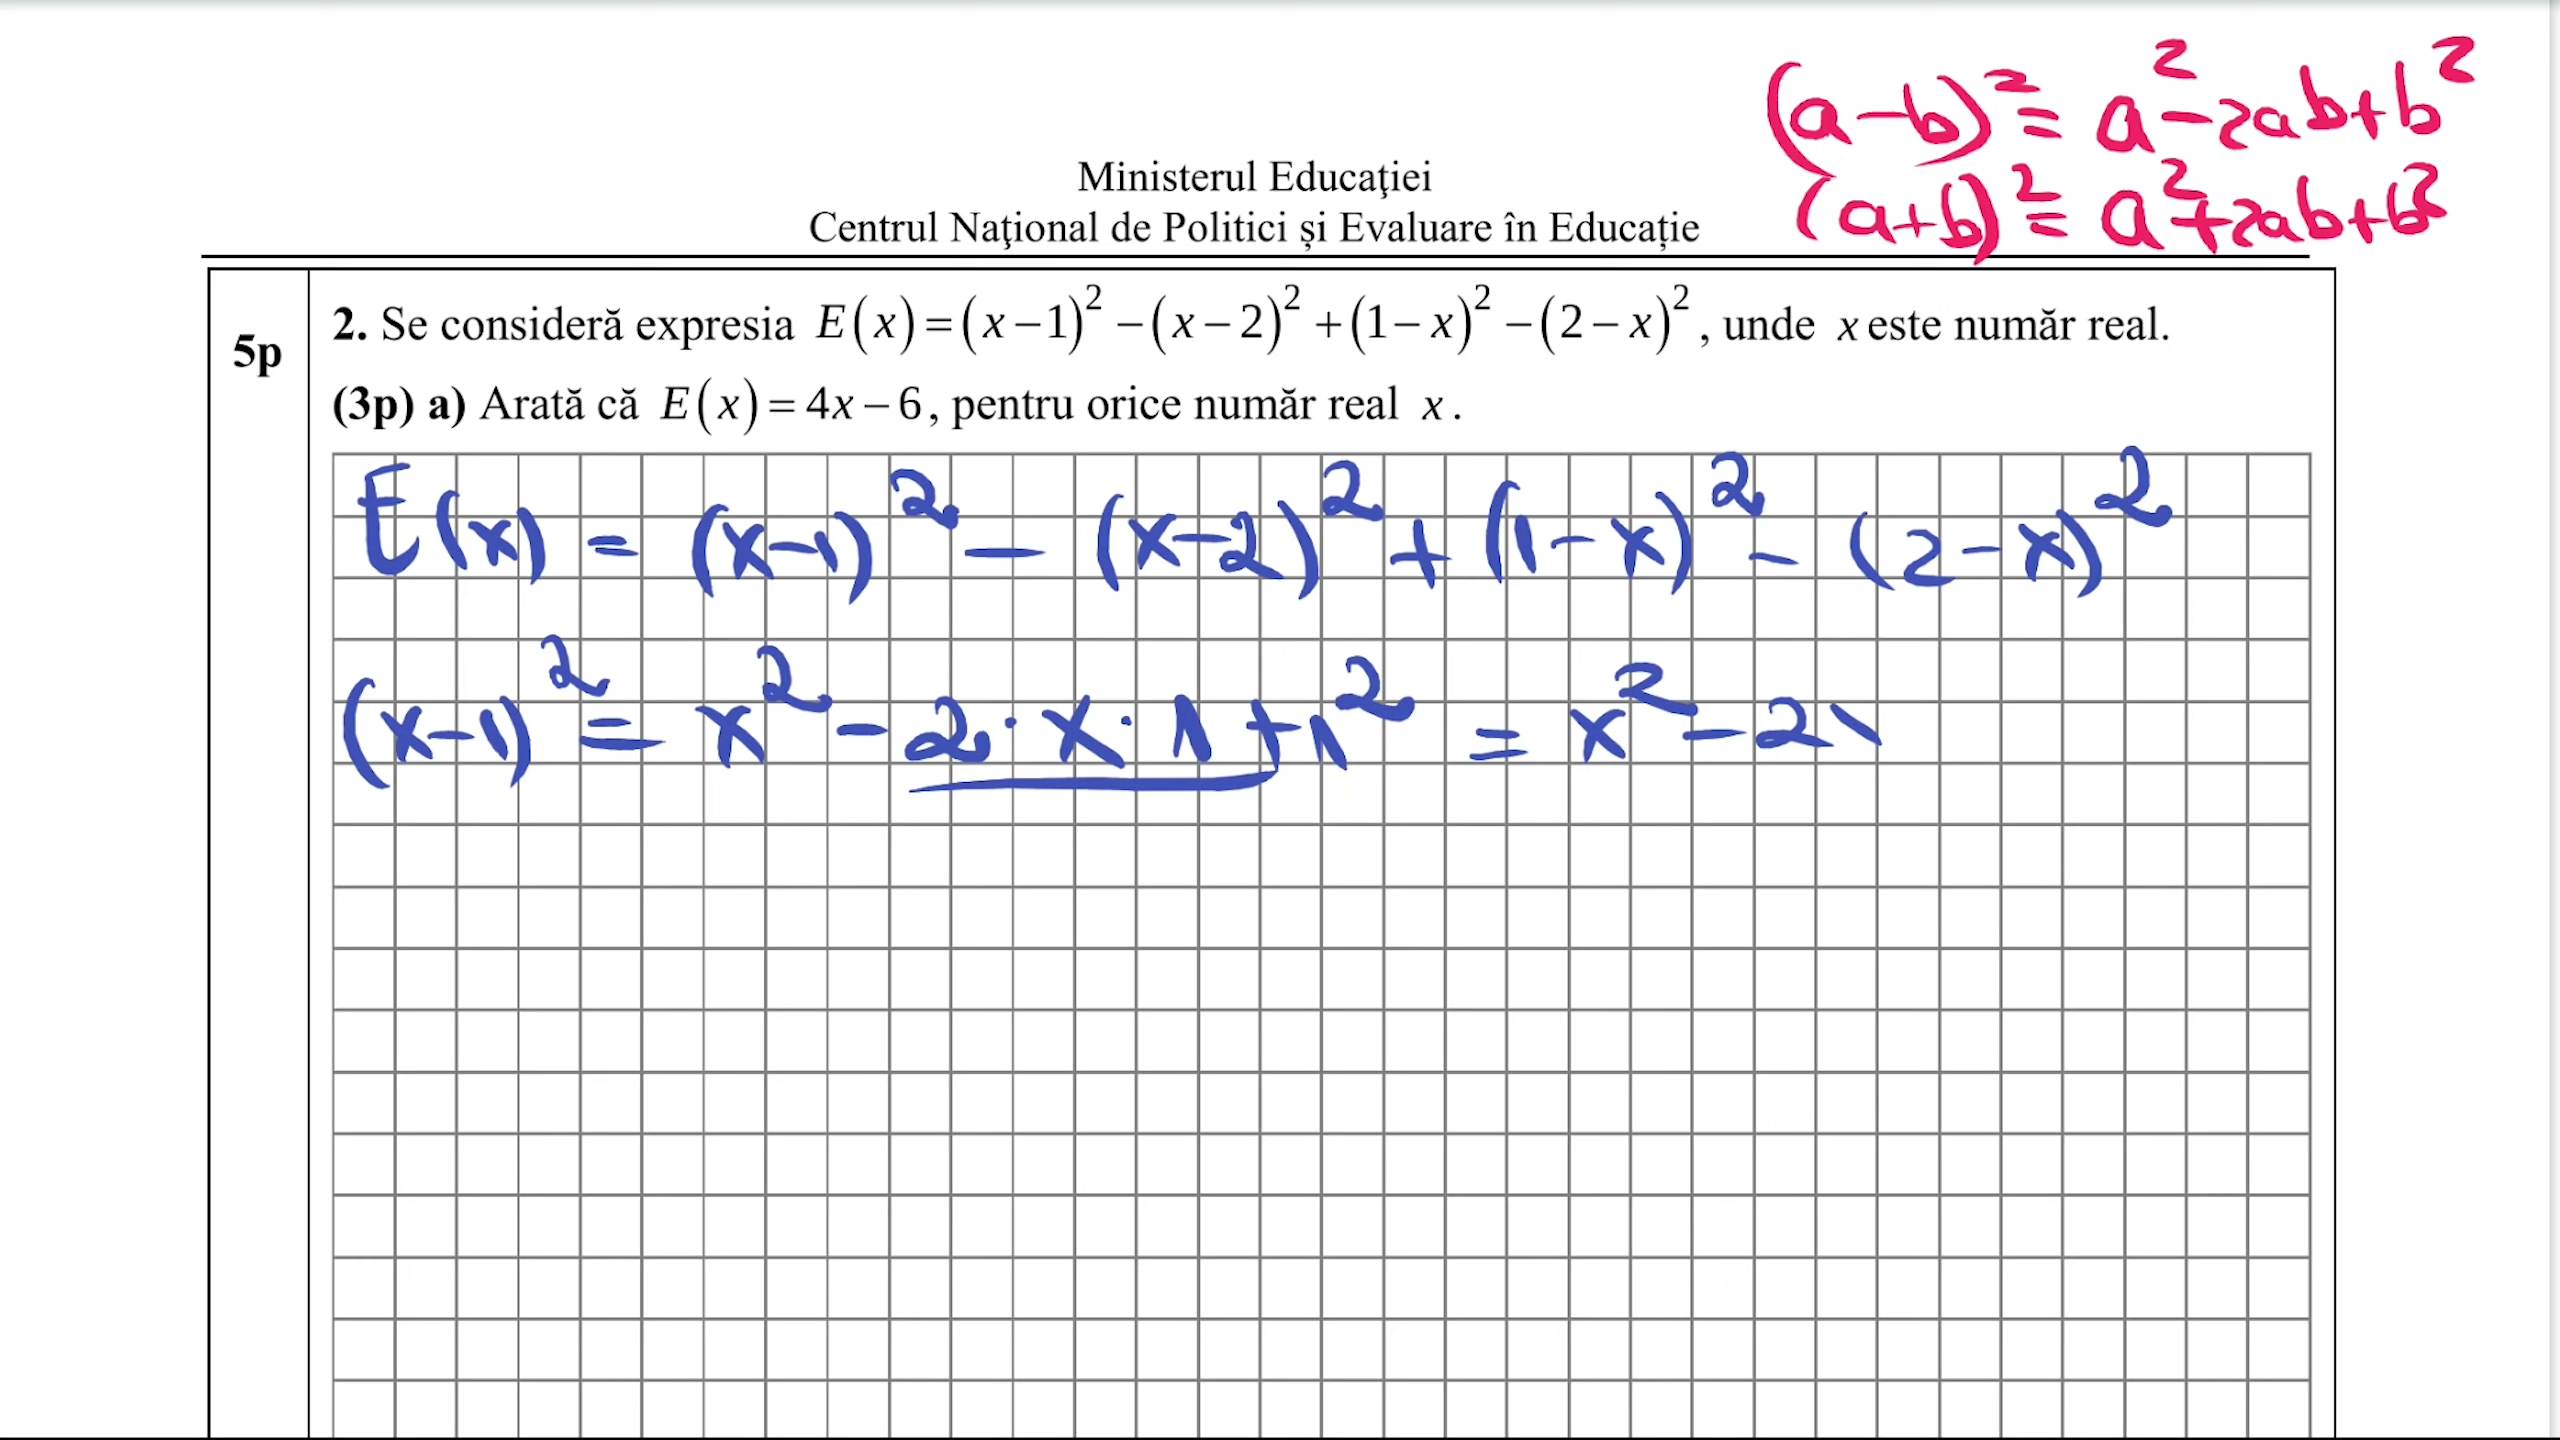 (a-b)² = a²-2ab+b²
(a+b)² = a²+2ab+b²
Ministerul Educaţiei
Centrul Naţional de Politici și Evaluare în Educație
5p
2. Se consideră expresia E(x)=(x−1)²−(x−2)²+(1−x)²−(2−x)², unde x este număr real.
(3p) a) Arată că E(x)=4x−6, pentru orice număr real x.
E(x) = (x-1)² - (x-2)² + (1-x)² - (2-x)²
(x-1)² = x² - 2·x·1+1² = x²-2